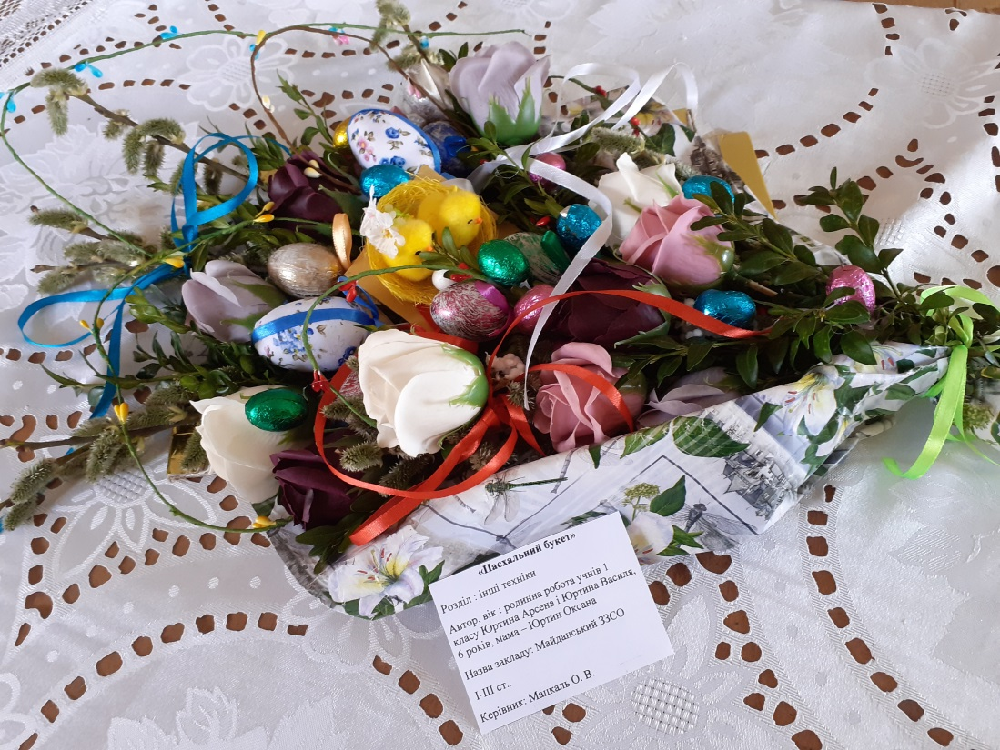 «Пасхальний букет»
Розділ : інші техніки
Автор, вік : родинна робота учнів 1
класу Юртина Арсена і Юртина Василя,
6 років, мама – Юртин Оксана
Назва закладу: Майданський ЗЗСО
І-ІІІ ст..
Керівник: Мацкаль О. В.